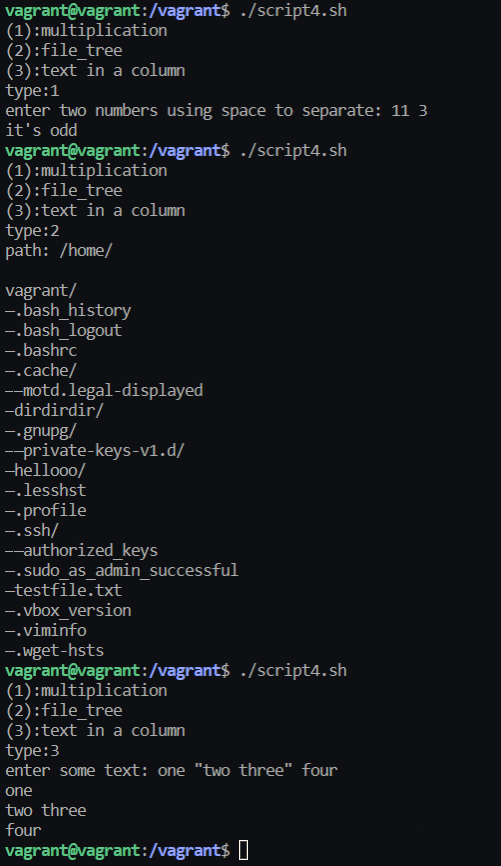 vagrant@vagrant:/vagrant$ ./script4.sh
(1):multiplication
(2):file_tree
(3):text in a column
type:1
enter two numbers using space to separate: 11 3
it's odd
vagrant@vagrant:/vagrant$ ./script4.sh
(1):multiplication
(2):file_tree
(3):text in a column
type:2
path: /home/

vagrant/
—.bash_history
—.bash_logout
—.bashrc
—.cache/
——motd.legal-displayed
—dirdirdir/
—.gnupg/
——private-keys-v1.d/
—hellooo/
—.lesshst
—.profile
—.ssh/
——authorized_keys
—.sudo_as_admin_successful
—testfile.txt
—.vbox_version
—.viminfo
—.wget-hsts
vagrant@vagrant:/vagrant$ ./script4.sh
(1):multiplication
(2):file_tree
(3):text in a column
type:3
enter some text: one "two three" four
one
two three
four
vagrant@vagrant:/vagrant$